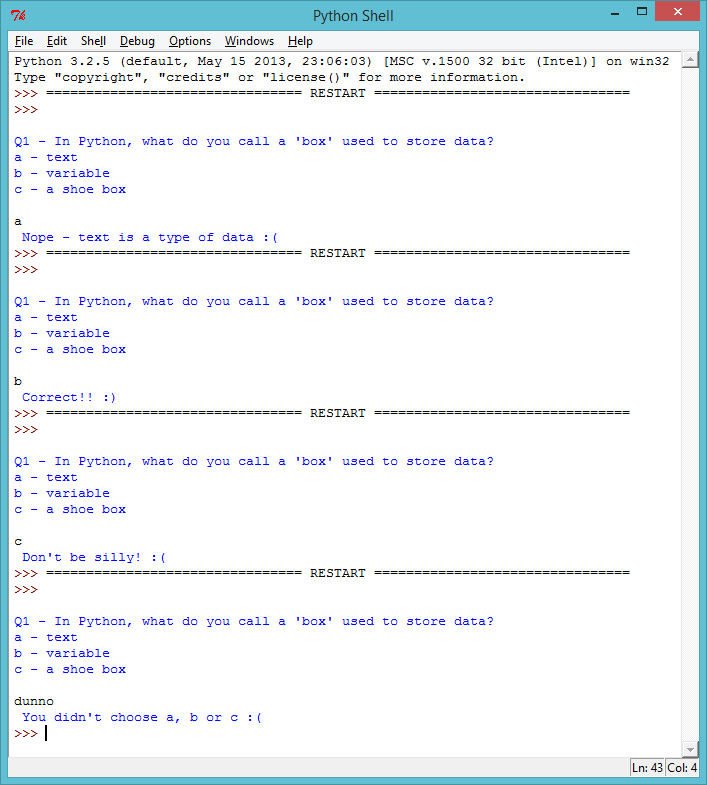 Python Shell
File Edit Shell Debug Options Windows Help
Python 3.2.5 (default, May 15 2013, 23:06:03) [MSC v.1500 32 bit (Intel)] on win32
Type "copyright", "credits" or "license()" for more information.
>>> ================================ RESTART ================================
>>>
Q1 - In Python, what do you call a 'box' used to store data?
a - text
b - variable
c - a shoe box
a
Nope - text is a type of data :(
>>> ================================ RESTART ================================
>>>
Q1 - In Python, what do you call a 'box' used to store data?
a - text
b - variable
c - a shoe box
b
Correct!! :)
>>> ================================ RESTART ================================
>>>
Q1 - In Python, what do you call a 'box' used to store data?
a - text
b - variable
c - a shoe box
c
Don't be silly! :(
>>> ================================ RESTART ================================
>>>
Q1 - In Python, what do you call a 'box' used to store data?
a - text
b - variable
c - a shoe box
dunno
You didn't choose a, b or c :(
>>>
Ln: 43 Col: 4